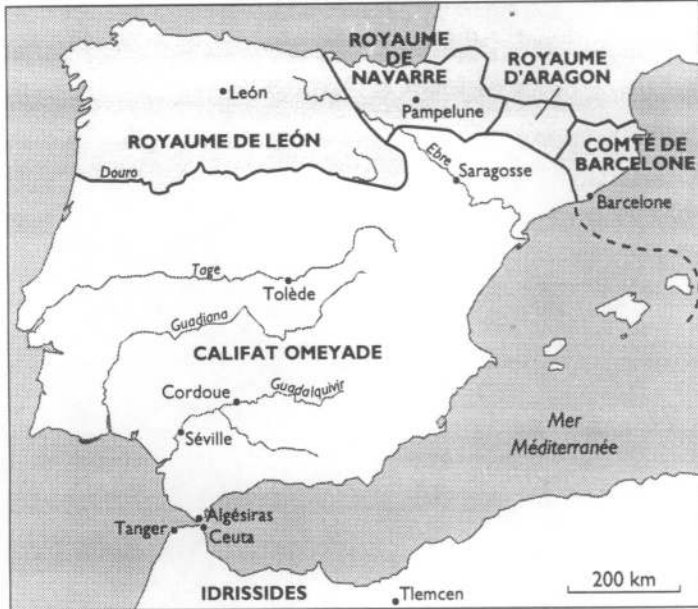 ROYAUME
DE
NAVARRE
ROYAUME
D'ARAGON
León
Pampelune
ROYAUME DE LEÓN
COMTÉ DE
BARCELONE
Douro
Ebre
Saragosse
Barcelone
Tage
Tolède
Guadiana
CALIFAT OMEYADE
Cordoue
Guadalquivir
Séville
Mer
Méditerranée
Algésiras
Tanger
Ceuta
IDRISSIDES
Tlemcen
200 km